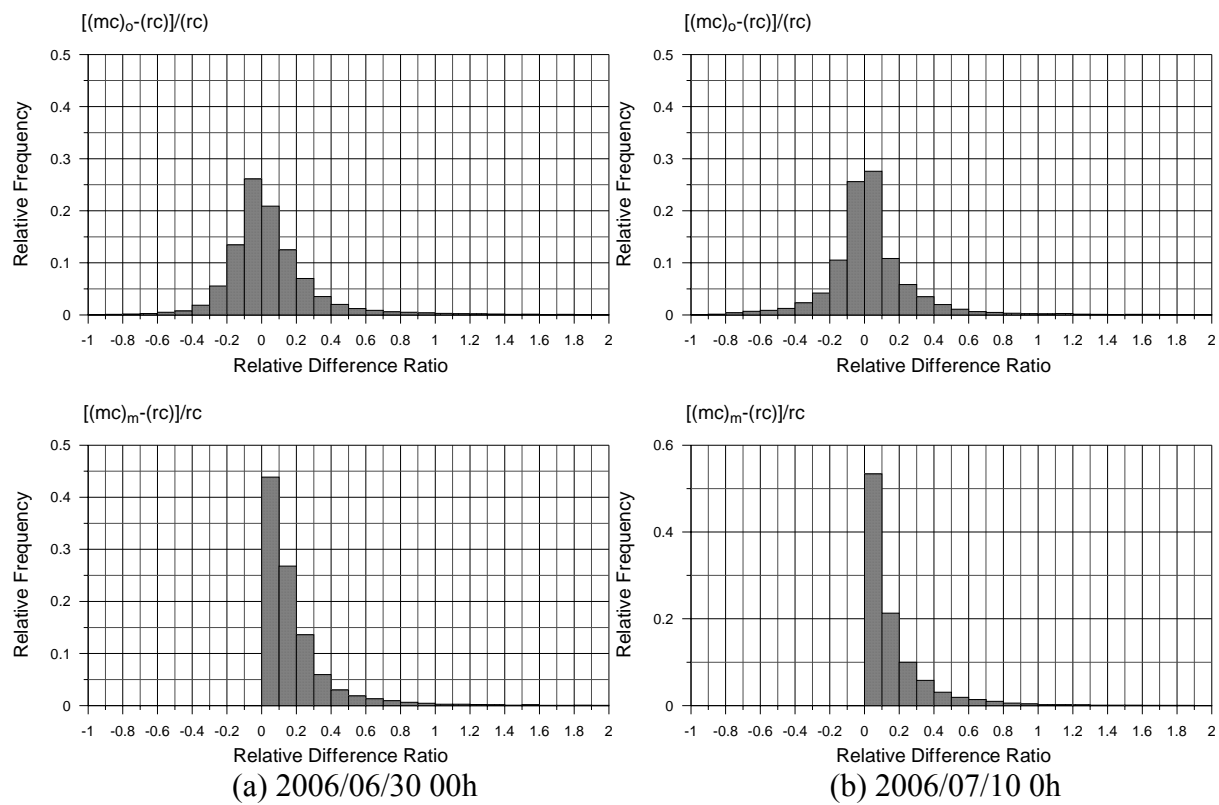 [(mc)o-(rc)]/(rc)
0.5
0.4
0.3
0.2
0.1
0
Relative Frequency
-1 -0.8 -0.6 -0.4 -0.2 0 0.2 0.4 0.6 0.8 1 1.2 1.4 1.6 1.8 2
Relative Difference Ratio
[(mc)o-(rc)]/(rc)
0.5
0.4
0.3
0.2
0.1
0
Relative Frequency
-1 -0.8 -0.6 -0.4 -0.2 0 0.2 0.4 0.6 0.8 1 1.2 1.4 1.6 1.8 2
Relative Difference Ratio
[(mc)m-(rc)]/rc
0.5
0.4
0.3
0.2
0.1
0
Relative Frequency
-1 -0.8 -0.6 -0.4 -0.2 0 0.2 0.4 0.6 0.8 1 1.2 1.4 1.6 1.8 2
Relative Difference Ratio
(a) 2006/06/30 00h
[(mc)m-(rc)]/rc
0.6
0.4
0.2
0
Relative Frequency
-1 -0.8 -0.6 -0.4 -0.2 0 0.2 0.4 0.6 0.8 1 1.2 1.4 1.6 1.8 2
Relative Difference Ratio
(b) 2006/07/10 0h